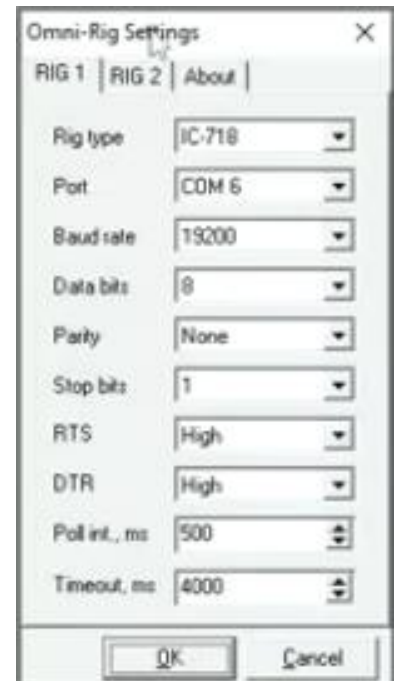 Omni-Rig Settings
RIG 1 RIG 2 About
Rig type IC-718
Port COM 6
Baud rate 19200
Data bits 8
Parity None
Stop bits 1
RTS High
DTR High
Poll int., ms 500
Timeout, ms 4000
OK Cancel